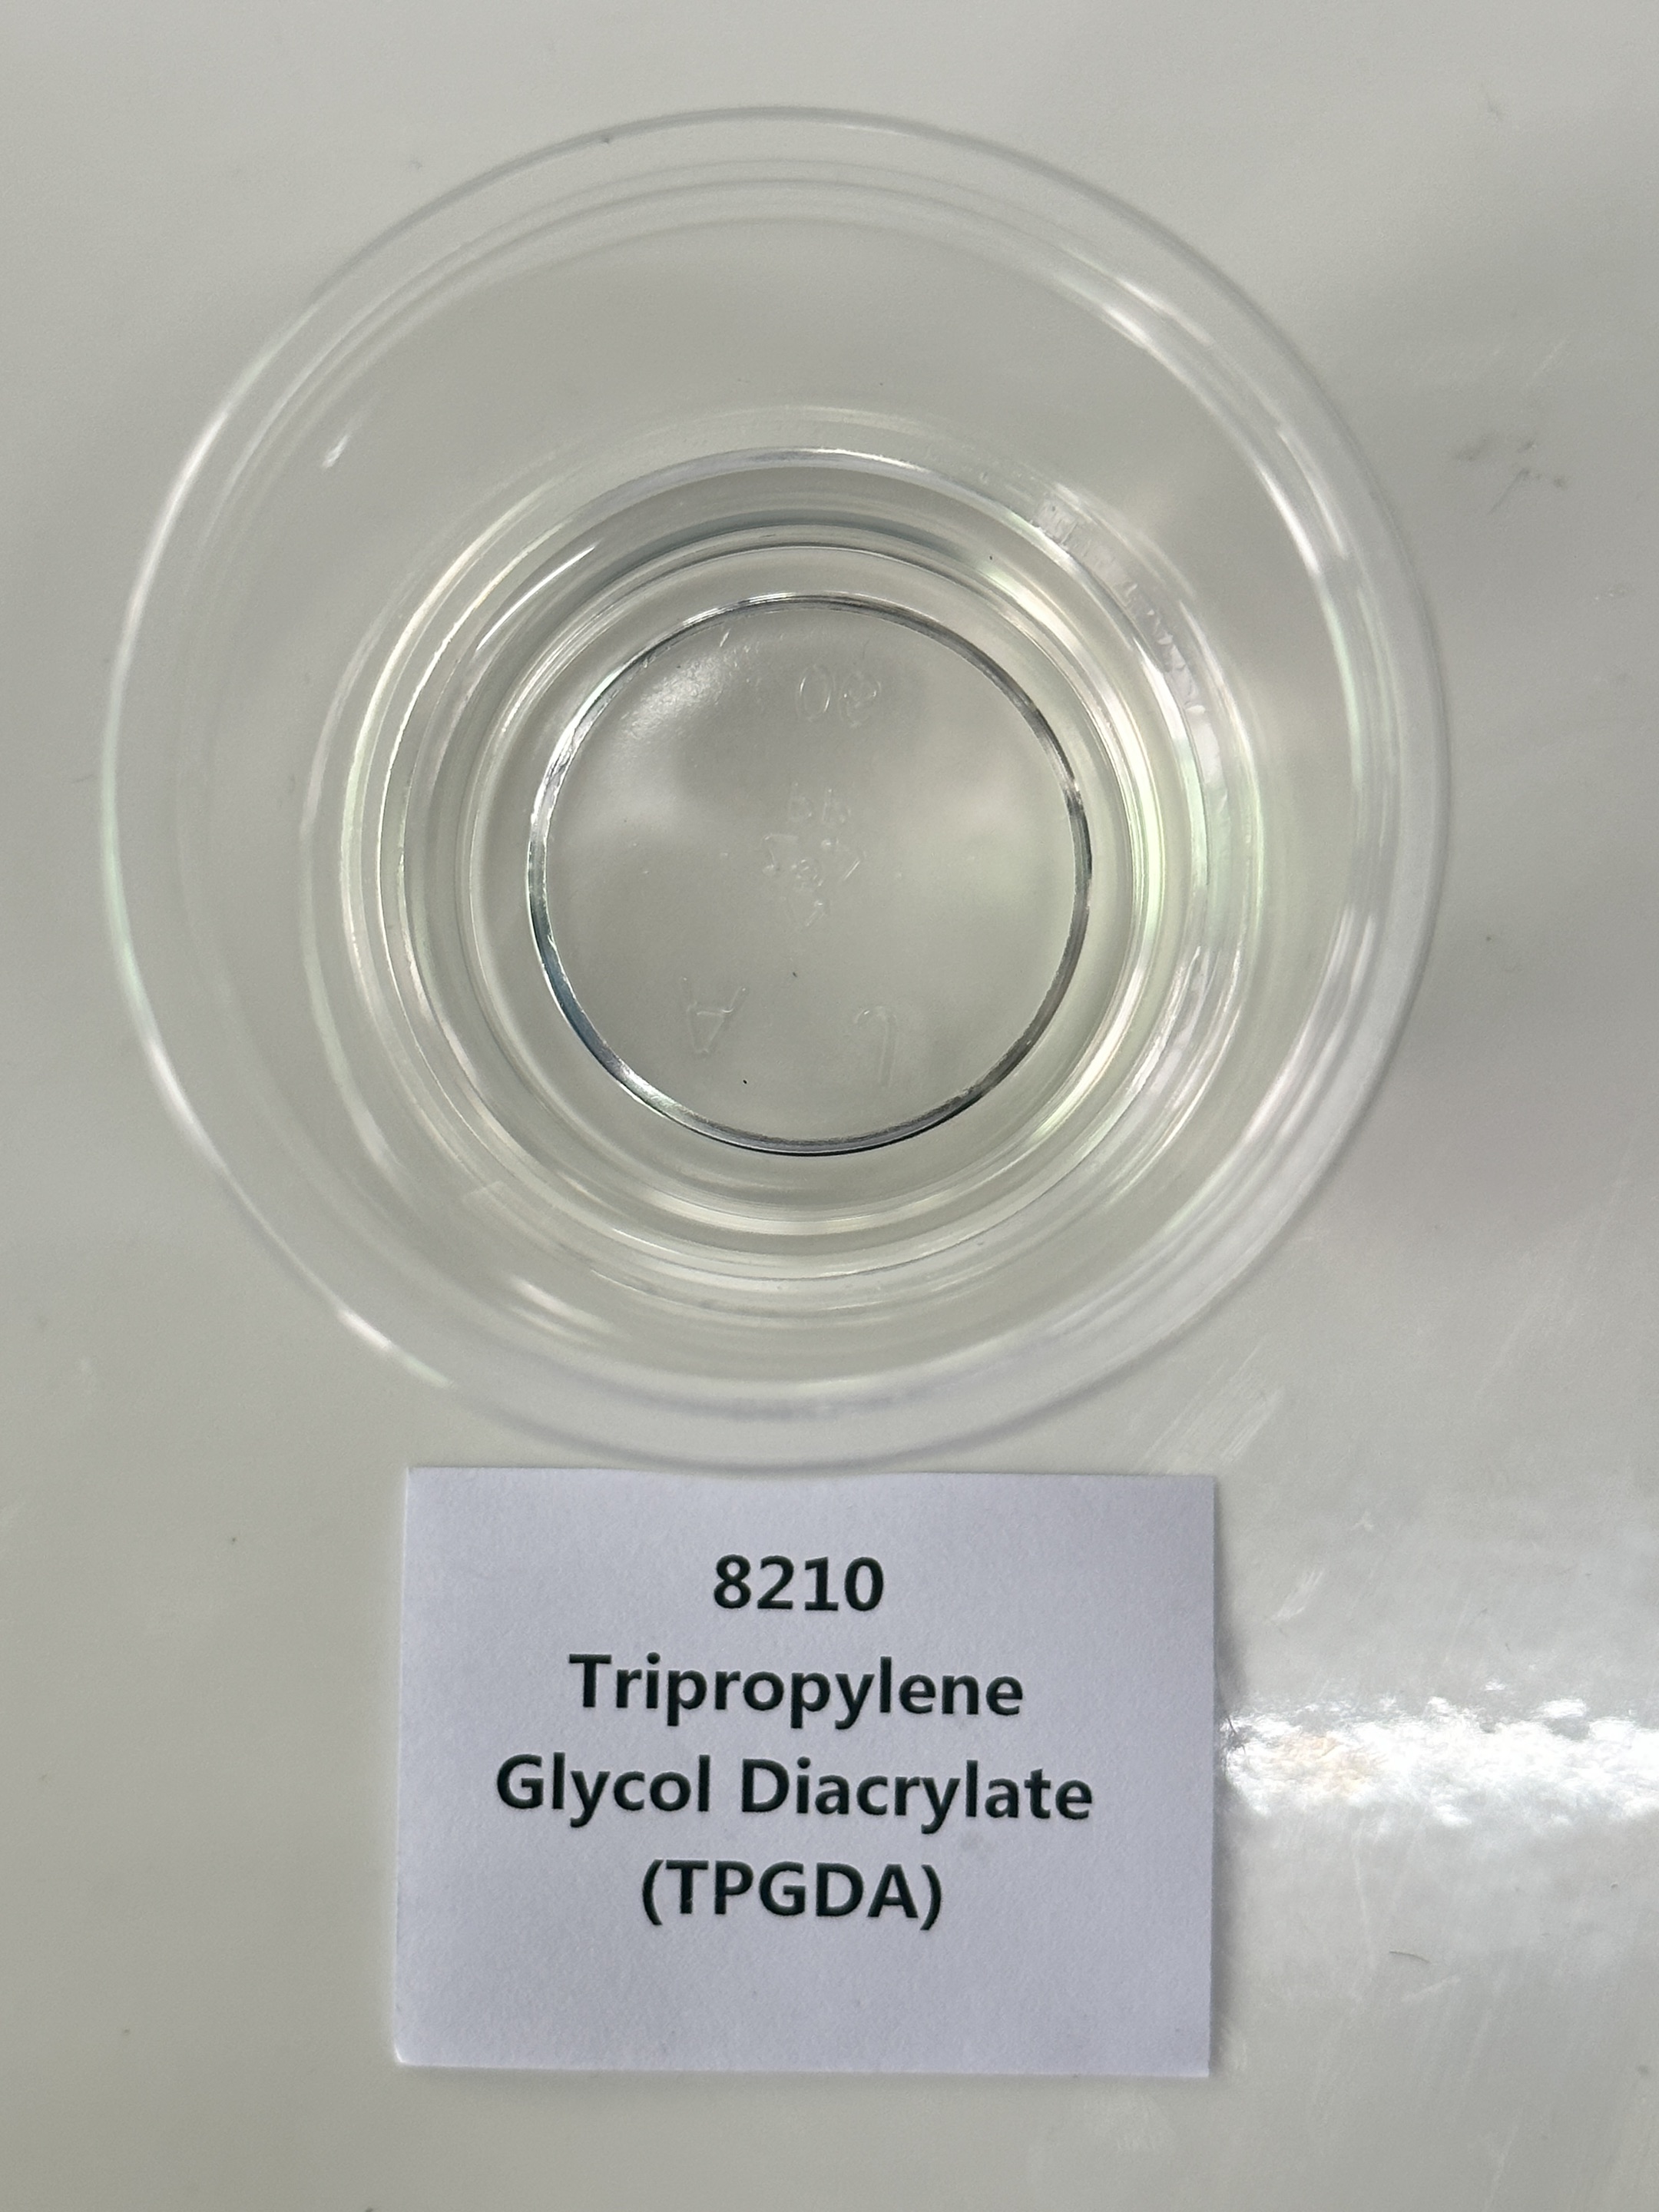 8210
Tripropylene
Glycol Diacrylate
(TPGDA)